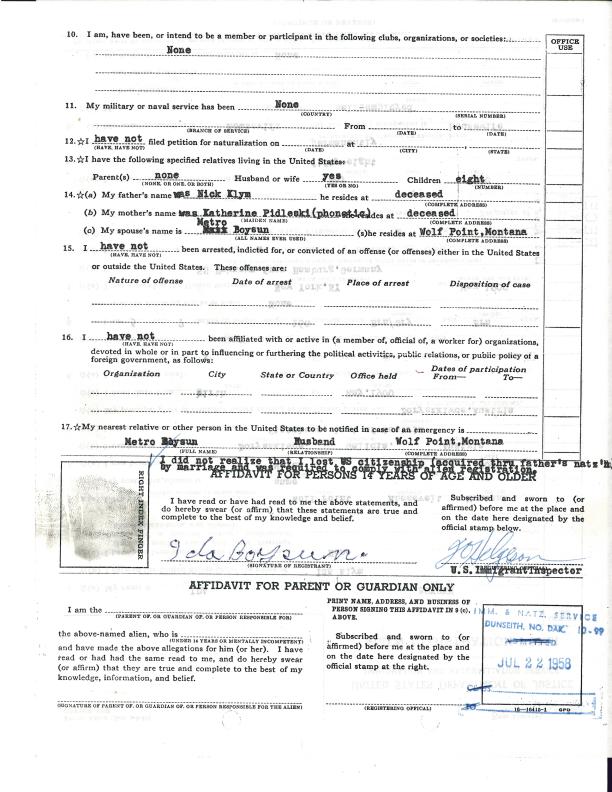 10. I am, have been, or intend to be a member or participant in the following clubs, organizations, or societies:
OFFICE USE
None
11. My military or naval service has been None
(COUNTRY) (SERIAL NUMBER)
From to
(BRANCH OF SERVICE) (DATE) (DATE)
12.☆I have not filed petition for naturalization on at ,
(HAVE, HAVE NOT) (DATE) (CITY) (STATE)
13.☆I have the following specified relatives living in the United States:
Parent(s) none Husband or wife yes Children eight
(NONE, OR ONE, OR BOTH) (YES OR NO) (NUMBER)
14.☆(a) My father's name was Nick Klym he resides at deceased
(COMPLETE ADDRESS)
(b) My mother's name was Katherine Pidleski(phonetic) resides at deceased
(MAIDEN NAME) (COMPLETE ADDRESS)
Metro
(c) My spouse's name is Boysun (s)he resides at Wolf Point,Montana
(ALL NAMES EVER USED) (COMPLETE ADDRESS)
15. I have not been arrested, indicted for, or convicted of an offense (or offenses) either in the United States
(HAVE, HAVE NOT)
or outside the United States. These offenses are:
Nature of offense Date of arrest Place of arrest Disposition of case
16. I have not been affiliated with or active in (a member of, official of, a worker for) organizations,
(HAVE, HAVE NOT)
devoted in whole or in part to influencing or furthering the political activities, public relations, or public policy of a
foreign government, as follows:
Dates of participation
Organization City State or Country Office held From— To—
17.☆My nearest relative or other person in the United States to be notified in case of an emergency is
Metro Boysun Husband Wolf Point,Montana
(FULL NAME) (RELATIONSHIP) (COMPLETE ADDRESS)
I did not realize that I lost US citizenship (acquired thru father's natz'n
by marriage and was required to comply with alien registration.
AFFIDAVIT FOR PERSONS 14 YEARS OF AGE AND OLDER
RIGHT INDEX FINGER
I have read or have had read to me the above statements, and
do hereby swear (or affirm) that these statements are true and
complete to the best of my knowledge and belief.
Subscribed and sworn to (or
affirmed) before me at the place and
on the date here designated by the
official stamp below.
Ida Boysun
(SIGNATURE OF REGISTRANT)
U.S. Immigrant Inspector
AFFIDAVIT FOR PARENT OR GUARDIAN ONLY
I am the
(PARENT OF, OR GUARDIAN OF, OR PERSON RESPONSIBLE FOR)
the above-named alien, who is
(UNDER 14 YEARS OR MENTALLY INCOMPETENT)
and have made the above allegations for him (or her). I have
read or had had the same read to me, and do hereby swear
(or affirm) that they are true and complete to the best of my
knowledge, information, and belief.
(SIGNATURE OF PARENT OF, OR GUARDIAN OF, OR PERSON RESPONSIBLE FOR THE ALIEN)
PRINT NAME, ADDRESS, AND BUSINESS OF
PERSON SIGNING THIS AFFIDAVIT IN 9 (c),
ABOVE.
Subscribed and sworn to (or
affirmed) before me at the place and
on the date designated by the
official stamp at the right.
(REGISTERING OFFICIAL)
IMM. & NATZ. SERVICE
DUNSEITH, NO. DAK. 10-99
ADMITTED
JUL 22 1958
16—16415-1 GPO